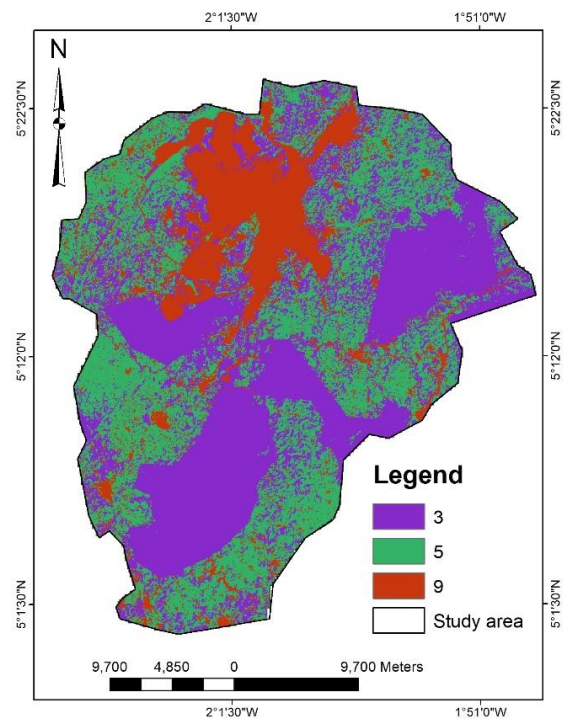 2°1'30"W 1°51'0"W
N
5°22'30"N 5°22'30"N
5°12'0"N 5°12'0"N
Legend
3
5
9
Study area
5°1'30"N 5°1'30"N
9,700 4,850 0 9,700 Meters
2°1'30"W 1°51'0"W